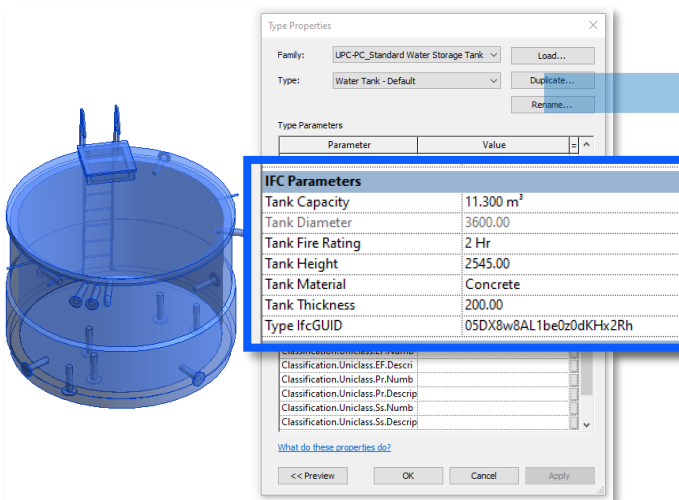 Type Properties
Family: UPC-PC_Standard Water Storage Tank Load...
Type: Water Tank - Default Duplicate...
Rename...
Type Parameters
Parameter Value =
IFC Parameters
Tank Capacity 11.300 m³
Tank Diameter 3600.00
Tank Fire Rating 2 Hr
Tank Height 2545.00
Tank Material Concrete
Tank Thickness 200.00
Type IfcGUID 05DX8w8AL1be0z0dKHx2Rh
Classification.Uniclass.EF.Numb
Classification.Uniclass.EF.Descri
Classification.Uniclass.Pr.Numb
Classification.Uniclass.Pr.Descrip
Classification.Uniclass.Ss.Numb
Classification.Uniclass.Ss.Descrip
What do these properties do?
<< Preview OK Cancel Apply